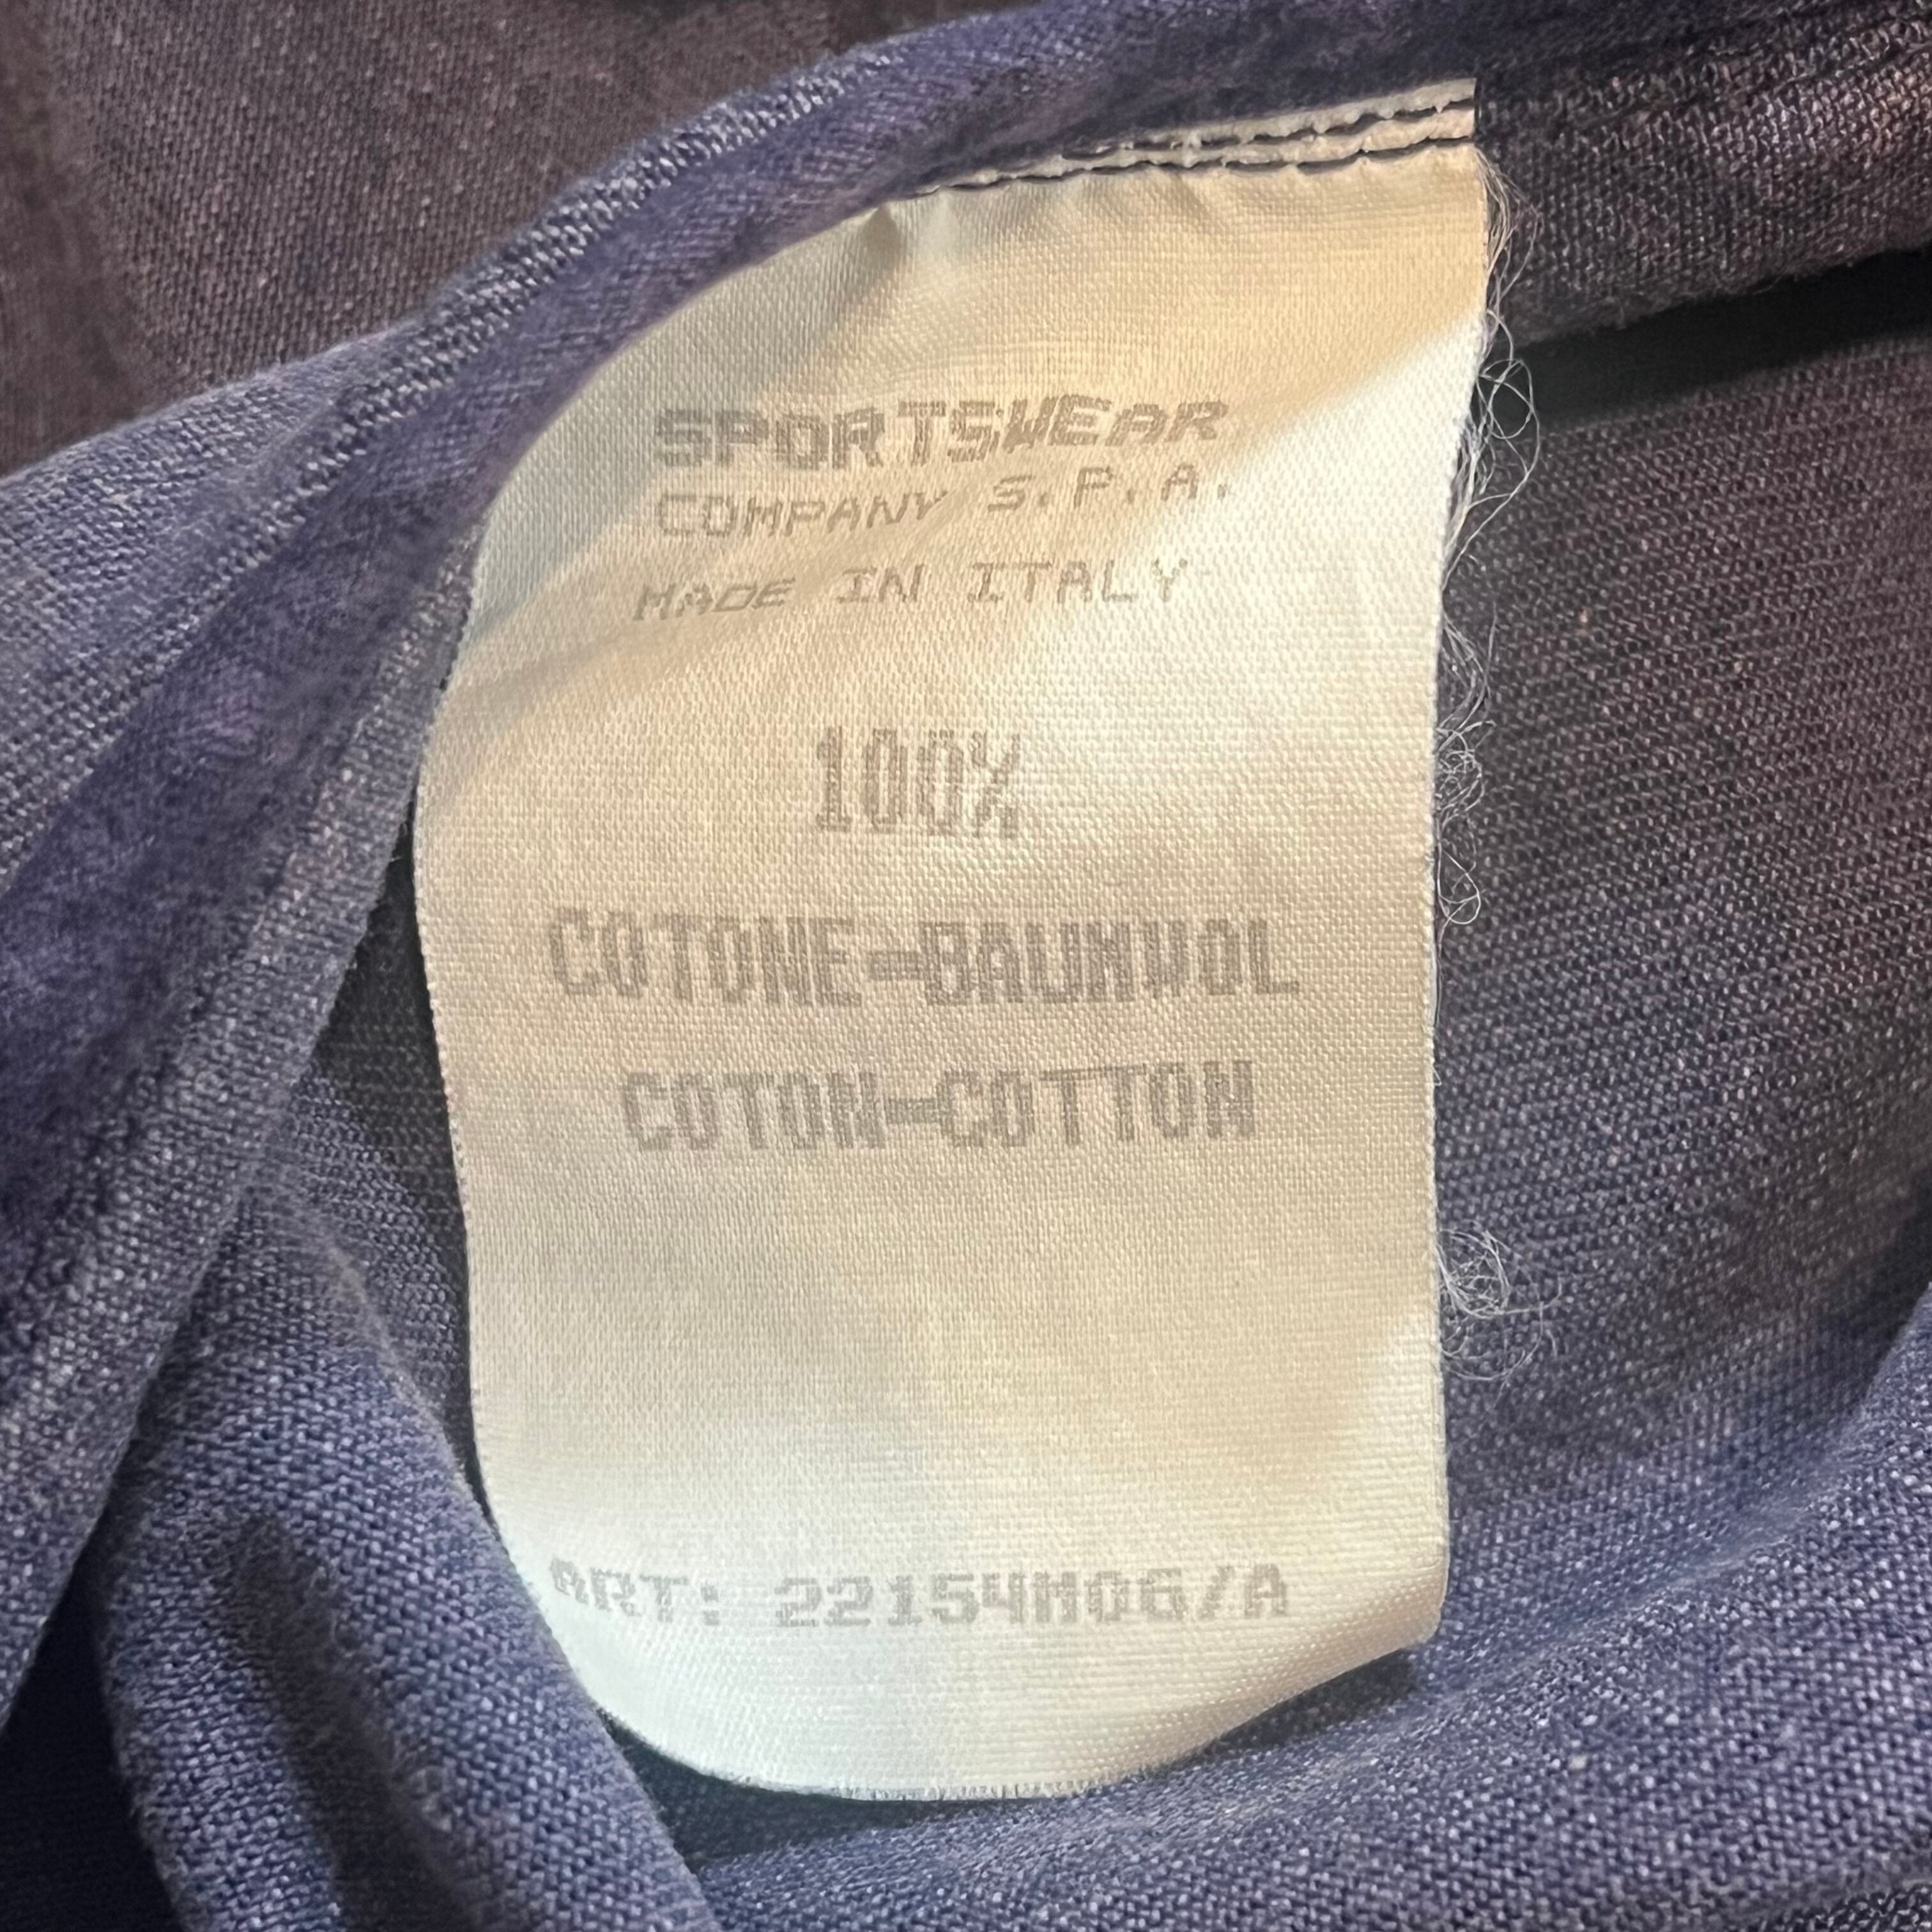 SPORTSWEAR
COMPANY S.P.A.
MADE IN ITALY
100%
COTONE-BAUMWOL
COTON-COTTON
ART: 22154M06/A